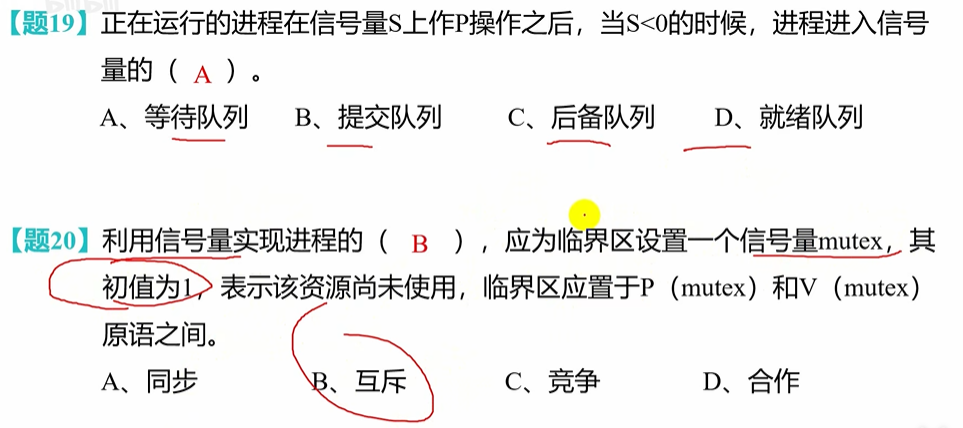 【题19】正在运行的进程在信号量S上作P操作之后，当S<0的时候，进程进入信号
量的（ A ）。
A、等待队列 B、提交队列 C、后备队列 D、就绪队列
【题20】利用信号量实现进程的（ B ），应为临界区设置一个信号量mutex，其
初值为1，表示该资源尚未使用，临界区应置于P（mutex）和V（mutex）
原语之间。
A、同步 B、互斥 C、竞争 D、合作